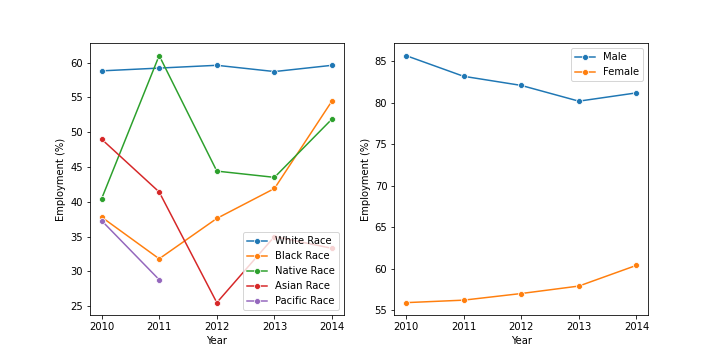 60
55
50
45
40
35
30
25
Employment (%)
2010
2011
2012
2013
2014
Year
White Race
Black Race
Native Race
Asian Race
Pacific Race
85
80
75
70
65
60
55
Employment (%)
2010
2011
2012
2013
2014
Year
Male
Female